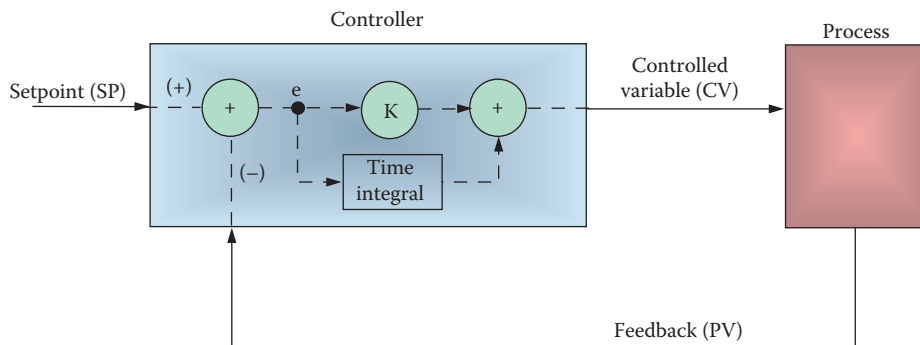 Controller
Process
Setpoint (SP)
(+)
+
e
K
+
Controlled
variable (CV)
(–)
Time
integral
Feedback (PV)